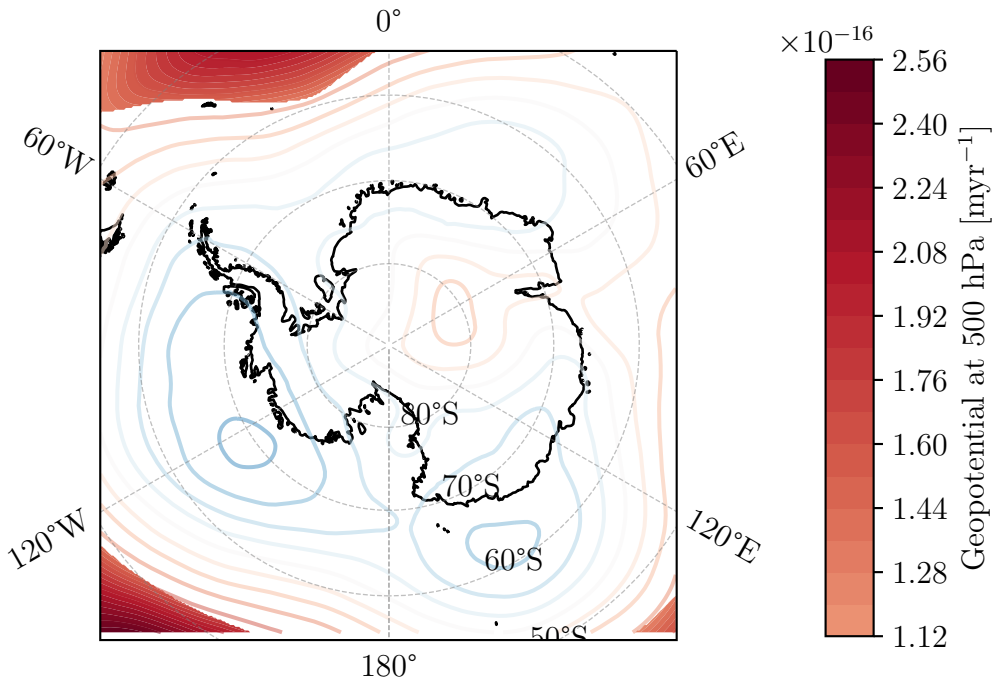 0°
×10−16
60°W
60°E
80°S
70°S
60°S
50°S
120°W
120°E
180°
2.56
2.40
2.24
2.08
1.92
1.76
1.60
1.44
1.28
1.12
Geopotential at 500 hPa [myr−1]